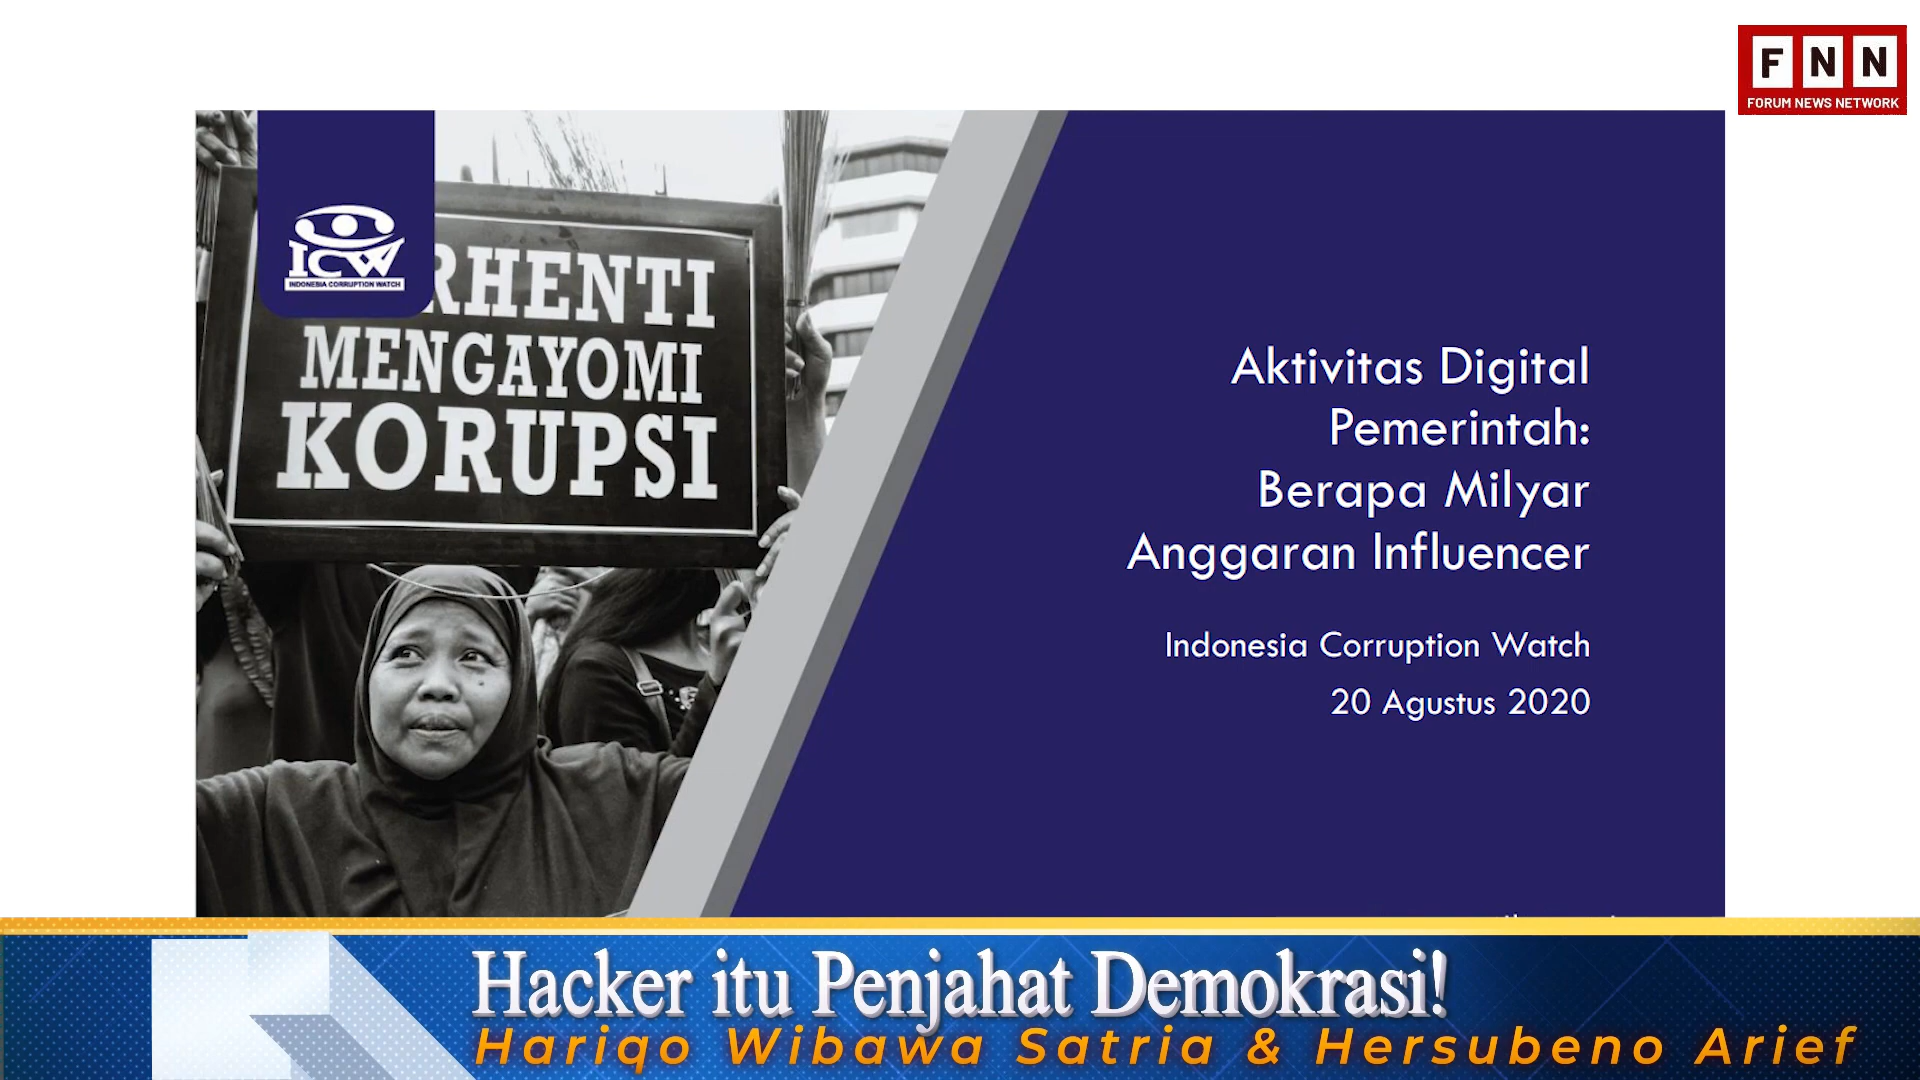 F N N
FORUM NEWS NETWORK
ICW
INDONESIA CORRUPTION WATCH
RHENTI
MENGAYOMI
KORUPSI
Aktivitas Digital
Pemerintah:
Berapa Milyar
Anggaran Influencer
Indonesia Corruption Watch
20 Agustus 2020
Hacker itu Penjahat Demokrasi!
Hariqo Wibawa Satria & Hersubeno Arief